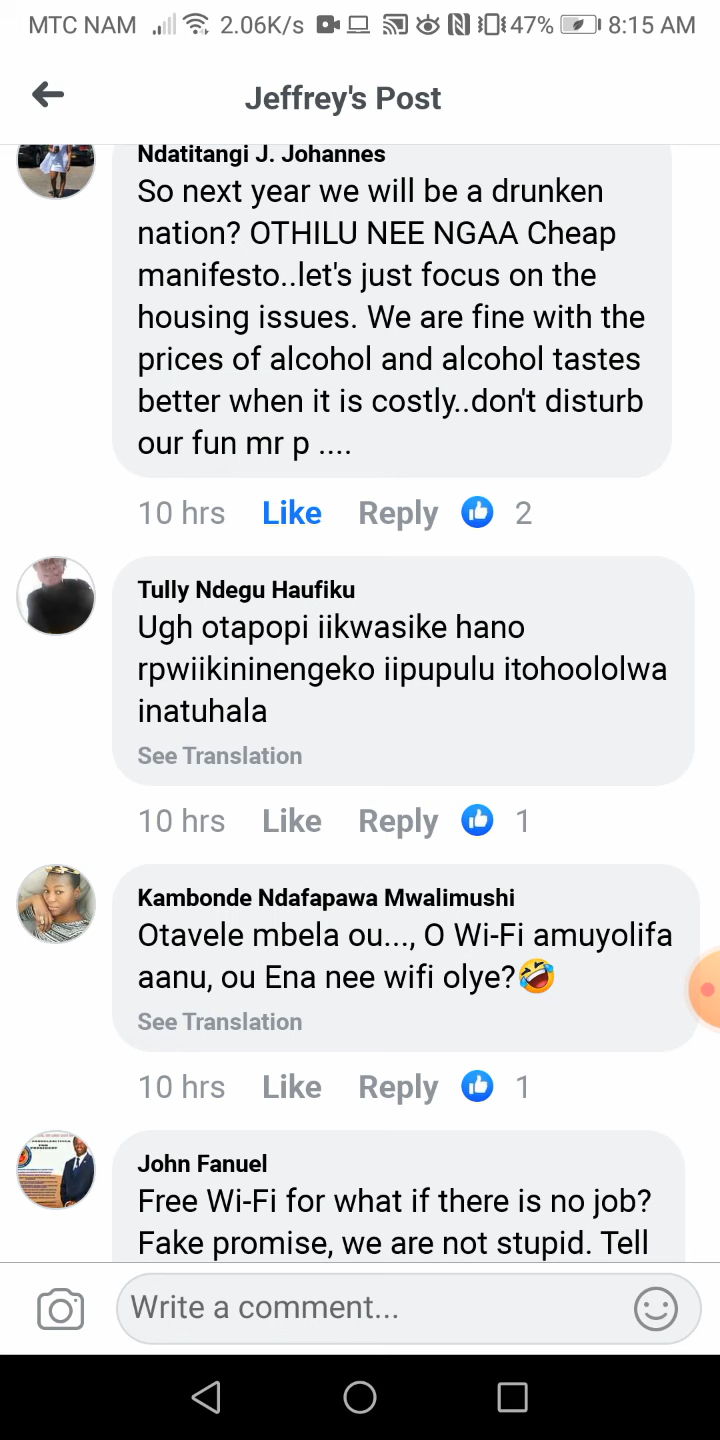 MTC NAM 2.06K/s 47% 8:15 AM
Jeffrey's Post
Ndatitangi J. Johannes
So next year we will be a drunken
nation? OTHILU NEE NGAA Cheap
manifesto..let's just focus on the
housing issues. We are fine with the
prices of alcohol and alcohol tastes
better when it is costly..don't disturb
our fun mr p ....
10 hrs Like Reply 2
Tully Ndegu Haufiku
Ugh otapopi iikwasike hano
rpwiikininengeko iipupulu itohoololwa
inatuhala
See Translation
10 hrs Like Reply 1
Kambonde Ndafapawa Mwalimushi
Otavele mbela ou..., O Wi-Fi amuyolifa
aanu, ou Ena nee wifi olye?🤣
See Translation
10 hrs Like Reply 1
John Fanuel
Free Wi-Fi for what if there is no job?
Fake promise, we are not stupid. Tell
Write a comment...